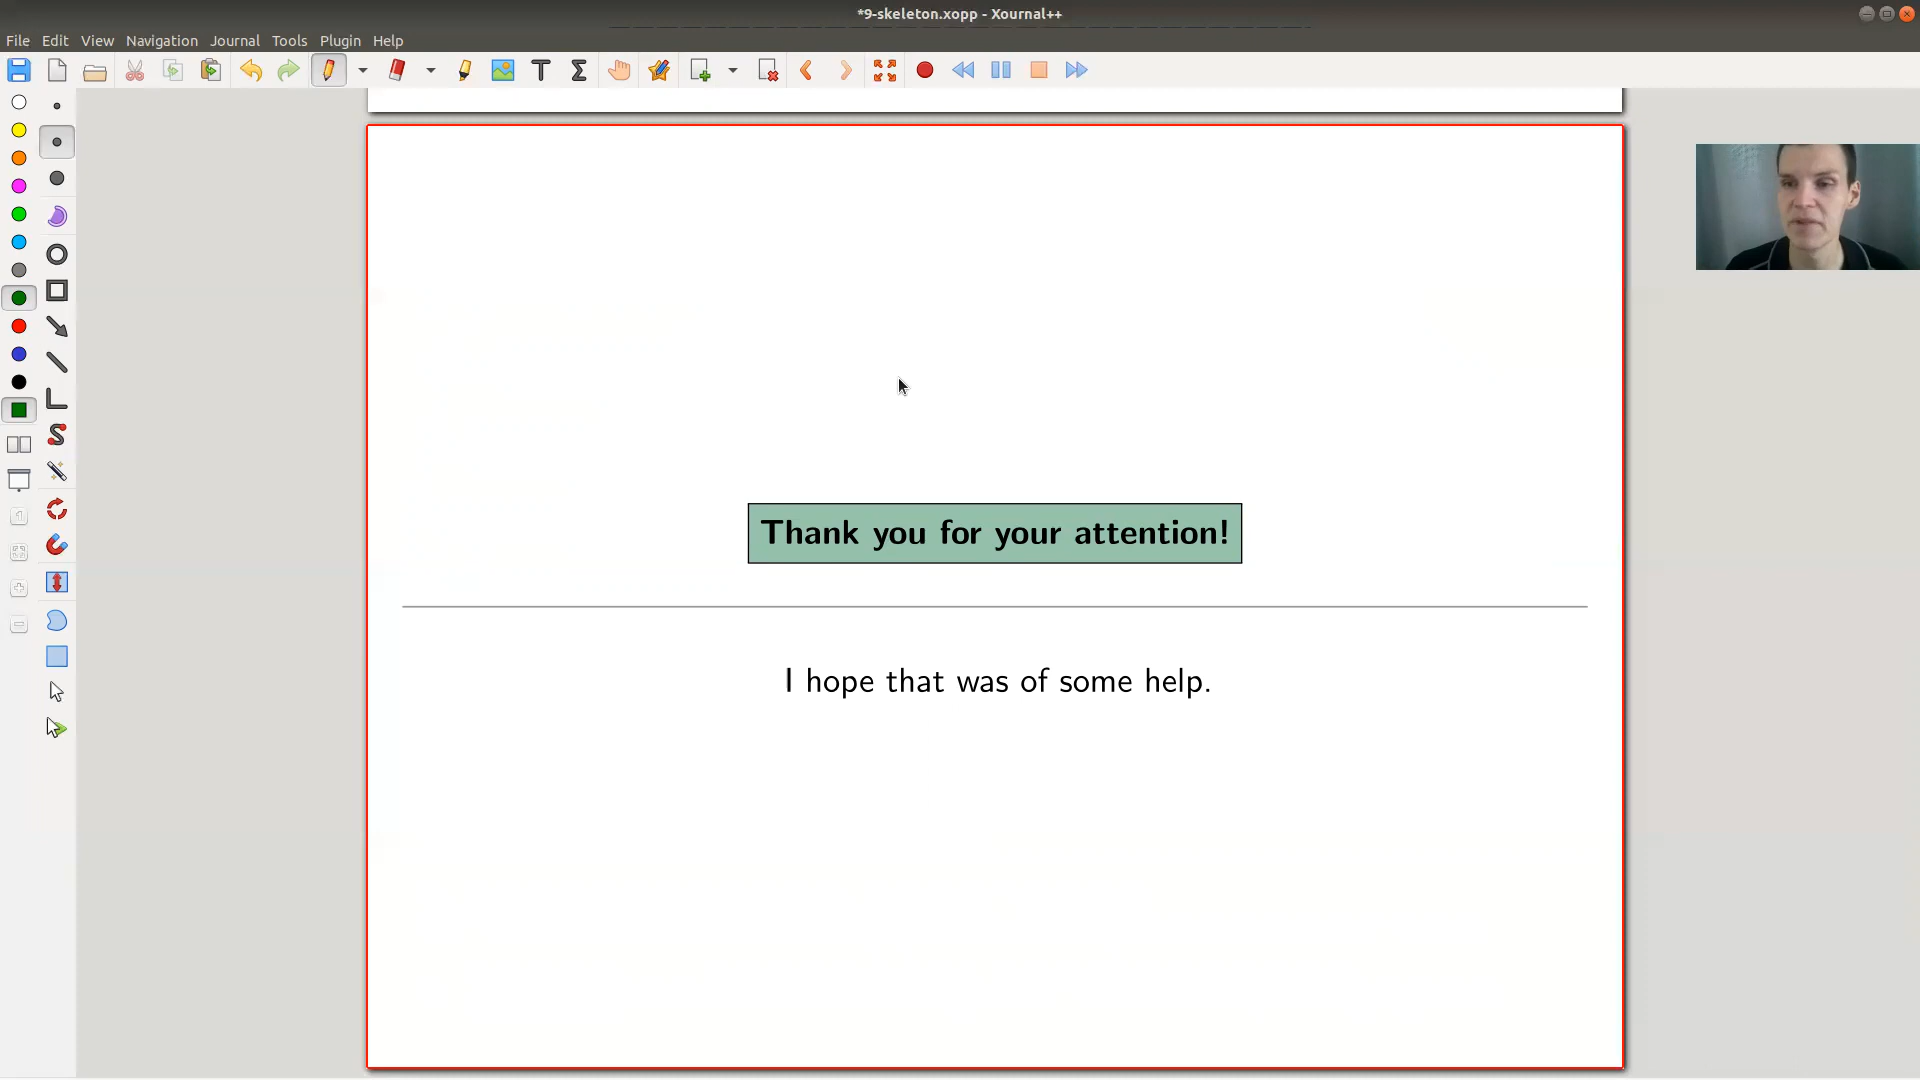 *9-skeleton.xopp - Xournal++
File Edit View Navigation Journal Tools Plugin Help
Thank you for your attention!
I hope that was of some help.